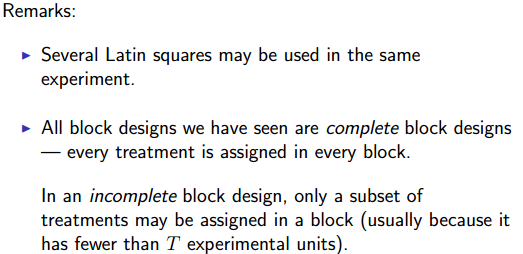 Remarks:
▶ Several Latin squares may be used in the same
experiment.
▶ All block designs we have seen are complete block designs
— every treatment is assigned in every block.
In an incomplete block design, only a subset of
treatments may be assigned in a block (usually because it
has fewer than T experimental units).